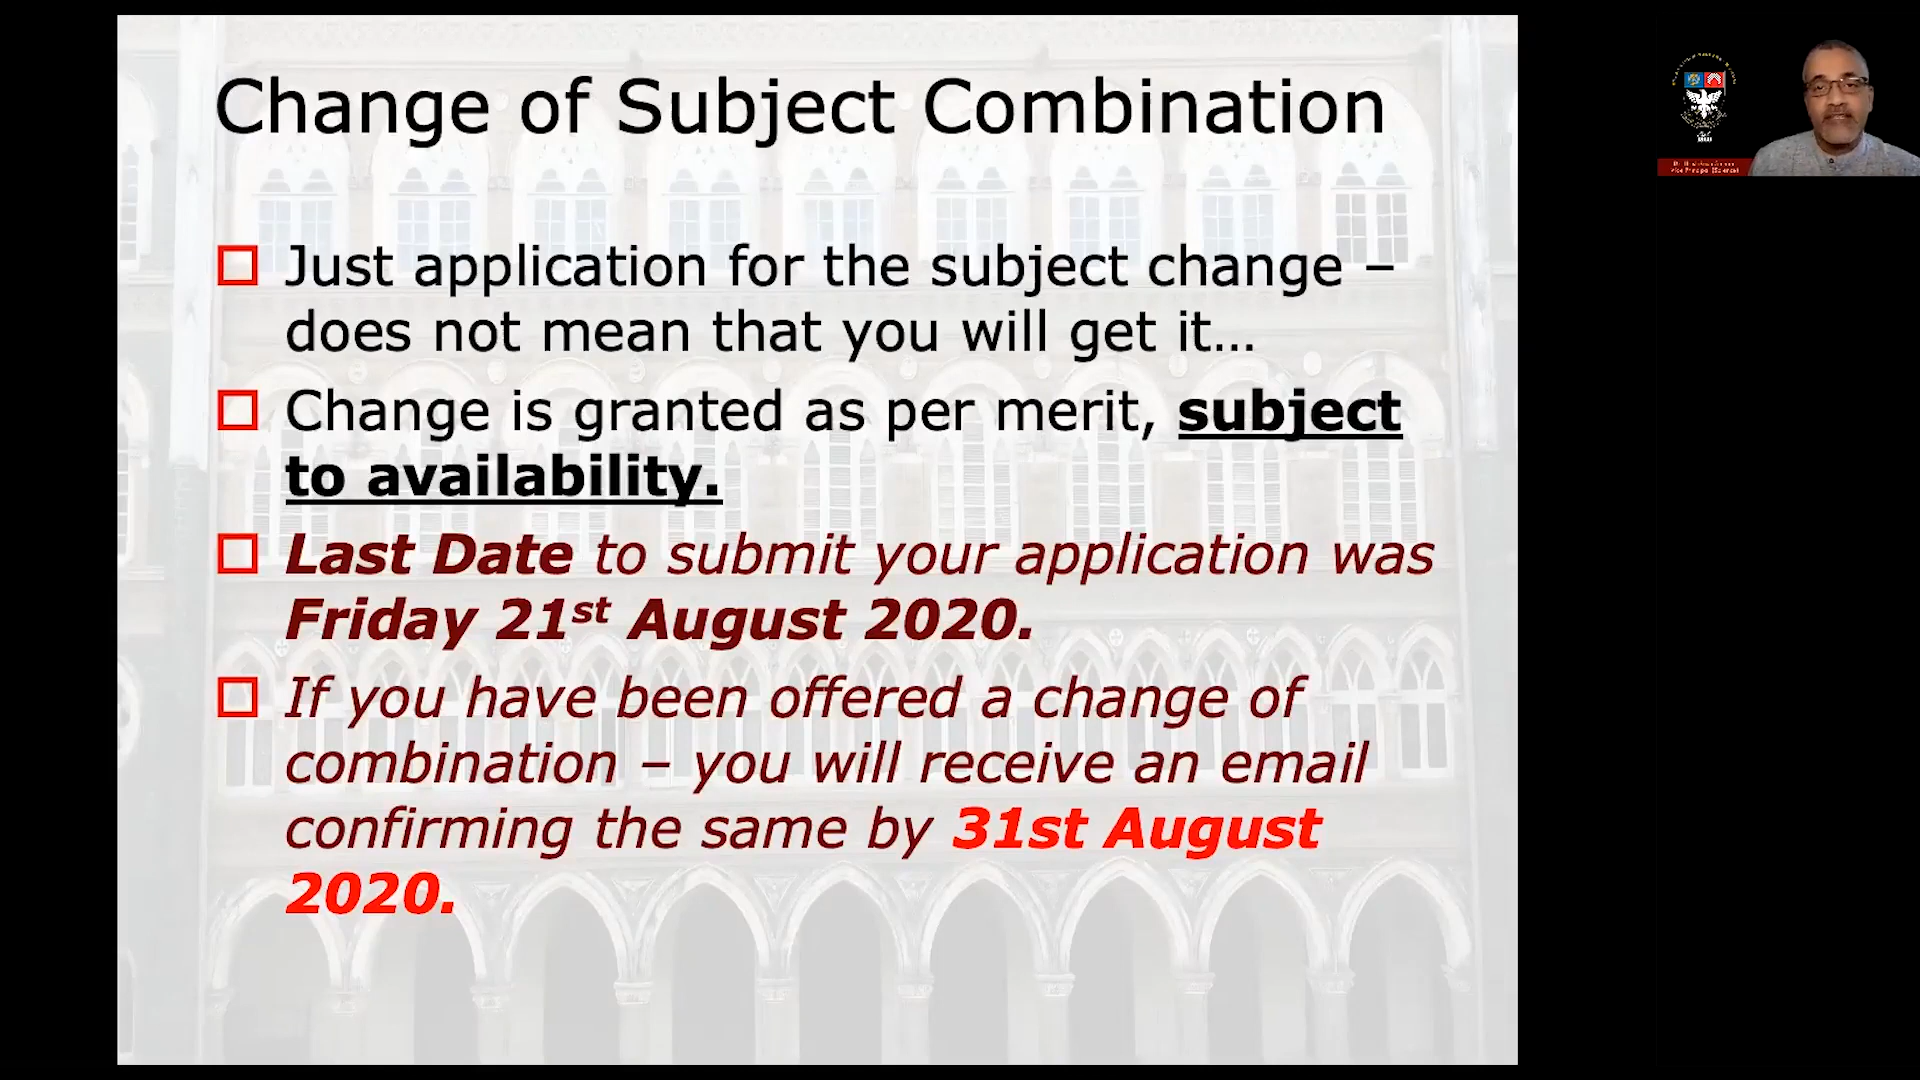 Change of Subject Combination
Just application for the subject change –
does not mean that you will get it...
Change is granted as per merit, subject
to availability.
Last Date to submit your application was
Friday 21st August 2020.
If you have been offered a change of
combination – you will receive an email
confirming the same by 31st August
2020.
Vice Principal (Science)